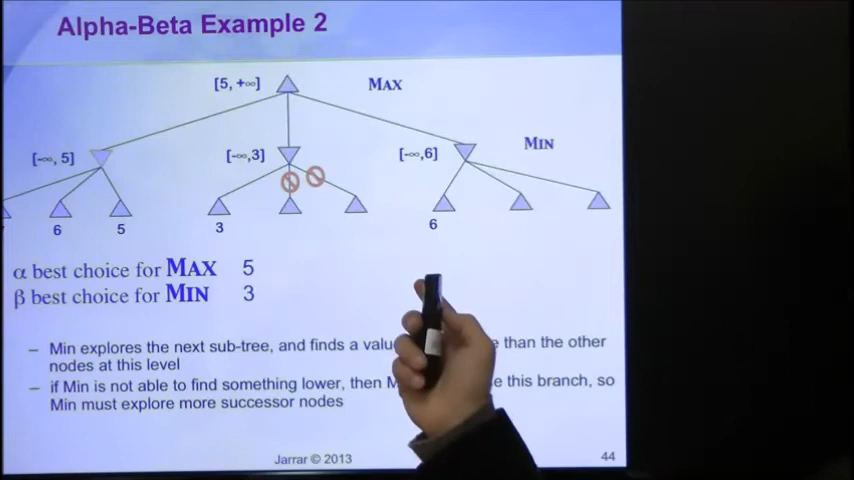 Alpha-Beta Example 2
[5, +∞]
MAX
[-∞, 5]
[-∞,3]
[-∞,6]
MIN
6
5
3
6
α best choice for MAX 5
β best choice for MIN 3
– Min explores the next sub-tree, and finds a than the other
nodes at this level
– if Min is not able to find something lower, then this branch, so
Min must explore more successor nodes
Jarrar © 2013
44